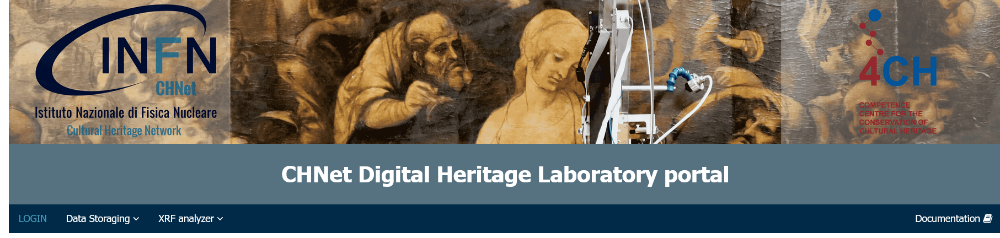 INFN
CHNet
Istituto Nazionale di Fisica Nucleare
Cultural Heritage Network
4CH
COMPETENCE
CENTRE FOR THE
CONSERVATION OF
CULTURAL HERITAGE
CHNet Digital Heritage Laboratory portal
LOGIN Data Storaging XRF analyzer Documentation